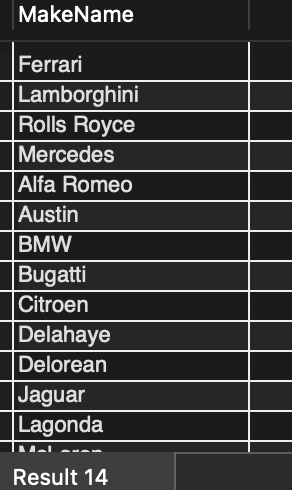 MakeName
Ferrari
Lamborghini
Rolls Royce
Mercedes
Alfa Romeo
Austin
BMW
Bugatti
Citroen
Delahaye
Delorean
Jaguar
Lagonda
Result 14